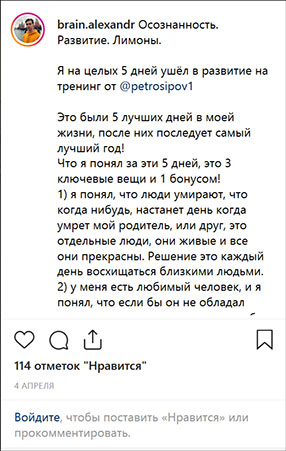 brain.alexandr Осознанность.
Развитие. Лимоны.
Я на целых 5 дней ушёл в развитие на
тренинг от @petrosipov1
Это были 5 лучших дней в моей
жизни, после них последует самый
лучший год!
Что я понял за эти 5 дней, это 3
ключевые вещи и 1 бонусом!
1) я понял, что люди умирают, что
когда нибудь, настанет день когда
умрет мой родитель, или друг, это
отдельные люди, они живые и все
они прекрасны. Решение это каждый
день восхищаться близкими людьми.
2) у меня есть любимый человек, и я
понял, что если бы он не обладал
114 отметок "Нравится"
4 АПРЕЛЯ
Войдите, чтобы поставить «Нравится» или
прокомментировать.